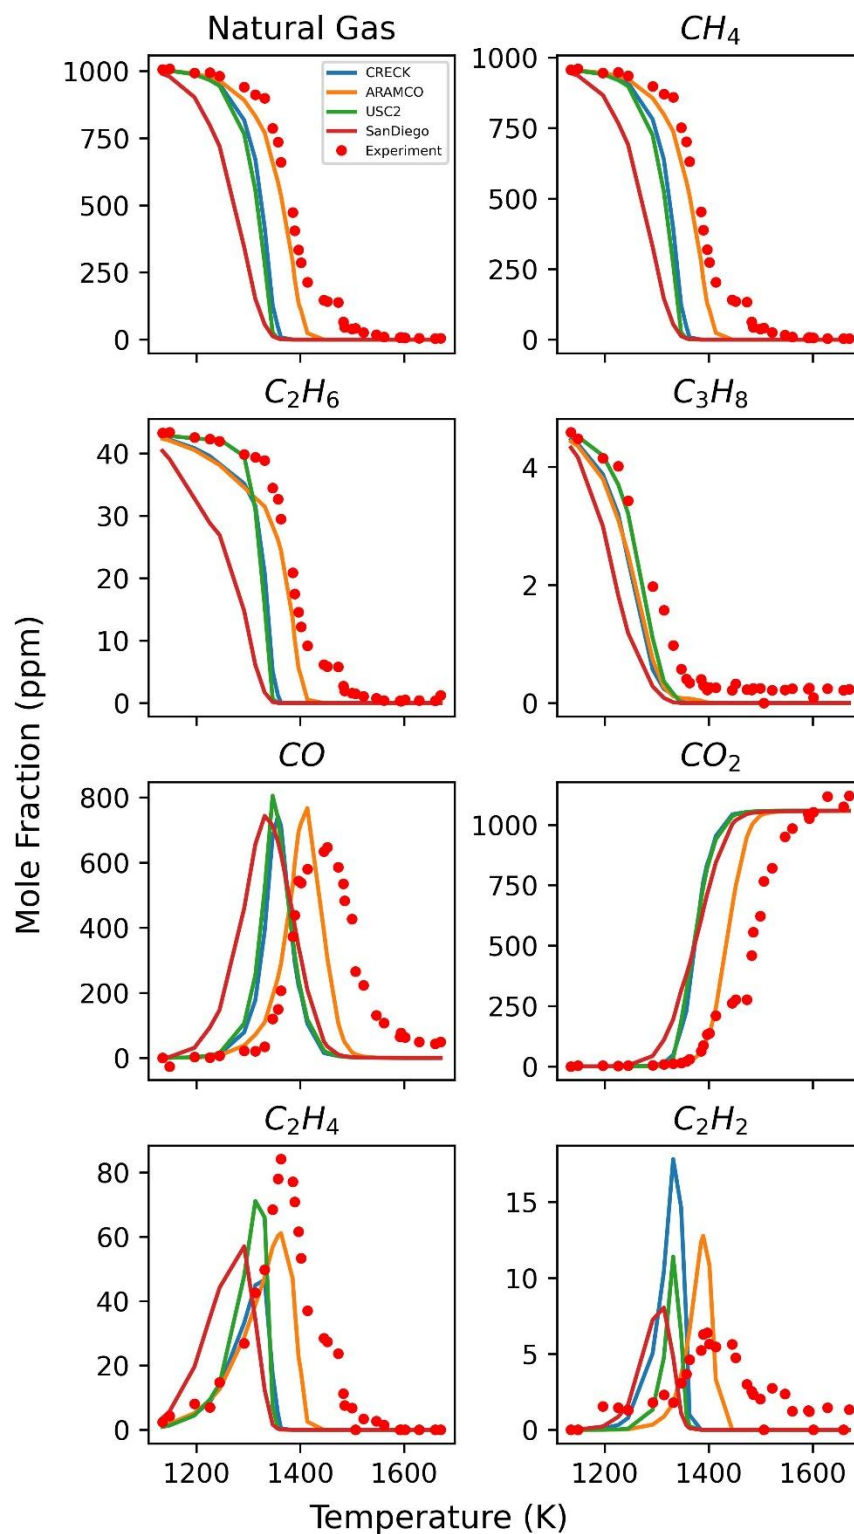 Natural Gas
CH₄
1000
750
500
250
0
CRECK
ARAMCO
USC2
SanDiego
Experiment
1000
750
500
250
0
C₂H₆
C₃H₈
40
30
20
10
0
4
2
0
CO
CO₂
800
600
400
200
0
1000
750
500
250
0
C₂H₄
C₂H₂
80
60
40
20
0
15
10
5
0
1200 1400 1600
1200 1400 1600
Mole Fraction (ppm)
Temperature (K)